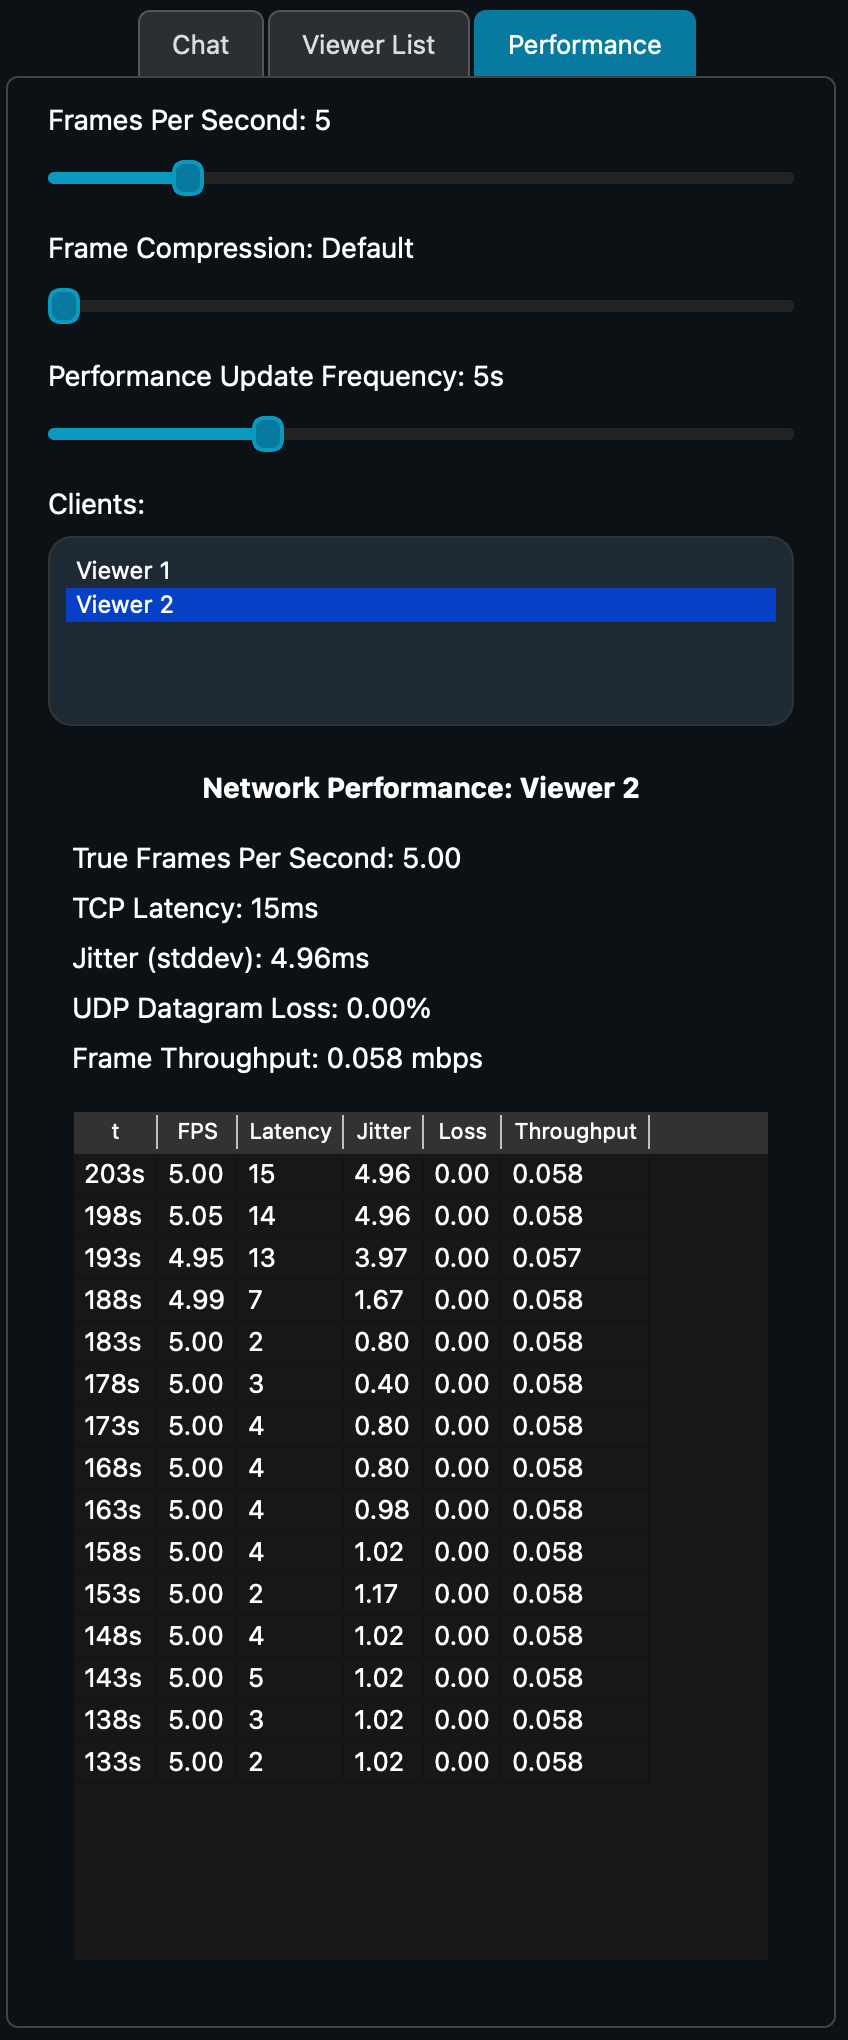 Chat Viewer List Performance
Frames Per Second: 5
Frame Compression: Default
Performance Update Frequency: 5s
Clients:
Viewer 1
Viewer 2
Network Performance: Viewer 2
True Frames Per Second: 5.00
TCP Latency: 15ms
Jitter (stddev): 4.96ms
UDP Datagram Loss: 0.00%
Frame Throughput: 0.058 mbps
t FPS Latency Jitter Loss Throughput
203s 5.00 15 4.96 0.00 0.058
198s 5.05 14 4.96 0.00 0.058
193s 4.95 13 3.97 0.00 0.057
188s 4.99 7 1.67 0.00 0.058
183s 5.00 2 0.80 0.00 0.058
178s 5.00 3 0.40 0.00 0.058
173s 5.00 4 0.80 0.00 0.058
168s 5.00 4 0.80 0.00 0.058
163s 5.00 4 0.98 0.00 0.058
158s 5.00 4 1.02 0.00 0.058
153s 5.00 2 1.17 0.00 0.058
148s 5.00 4 1.02 0.00 0.058
143s 5.00 5 1.02 0.00 0.058
138s 5.00 3 1.02 0.00 0.058
133s 5.00 2 1.02 0.00 0.058